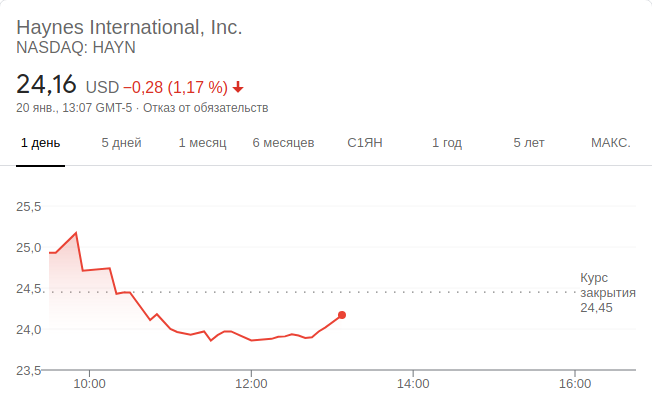 Haynes International, Inc.
NASDAQ: HAYN
24,16 USD −0,28 (1,17 %)
20 янв., 13:07 GMT-5 · Отказ от обязательств
1 день 5 дней 1 месяц 6 месяцев С1ЯН 1 год 5 лет МАКС.
25,5
25,0
24,5
24,0
23,5
Курс
закрытия
24,45
10:00 12:00 14:00 16:00